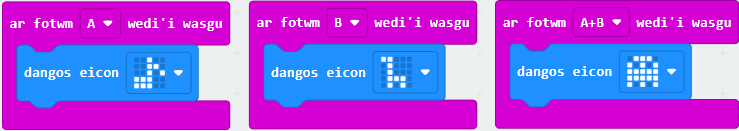 ar fotwm A wedi'i wasgu
dangos eicon
ar fotwm B wedi'i wasgu
dangos eicon
ar fotwm A+B wedi'i wasgu
dangos eicon